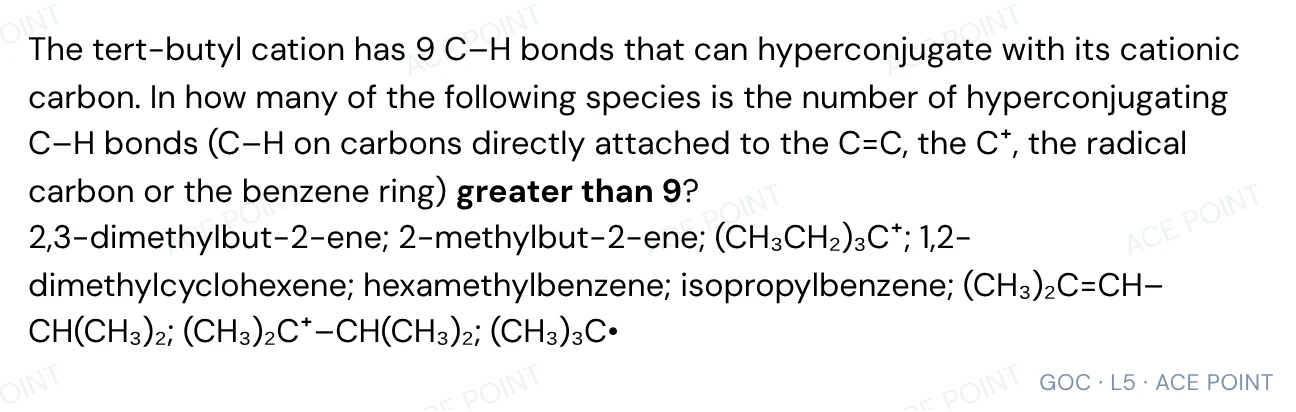 The tert-butyl cation has 9 C–H bonds that can hyperconjugate with its cationic
carbon. In how many of the following species is the number of hyperconjugating
C–H bonds (C–H on carbons directly attached to the C=C, the C⁺, the radical
carbon or the benzene ring) greater than 9?
2,3-dimethylbut-2-ene; 2-methylbut-2-ene; (CH₃CH₂)₃C⁺; 1,2-
dimethylcyclohexene; hexamethylbenzene; isopropylbenzene; (CH₃)₂C=CH–
CH(CH₃)₂; (CH₃)₂C⁺–CH(CH₃)₂; (CH₃)₃C•
GOC · L5 · ACE POINT